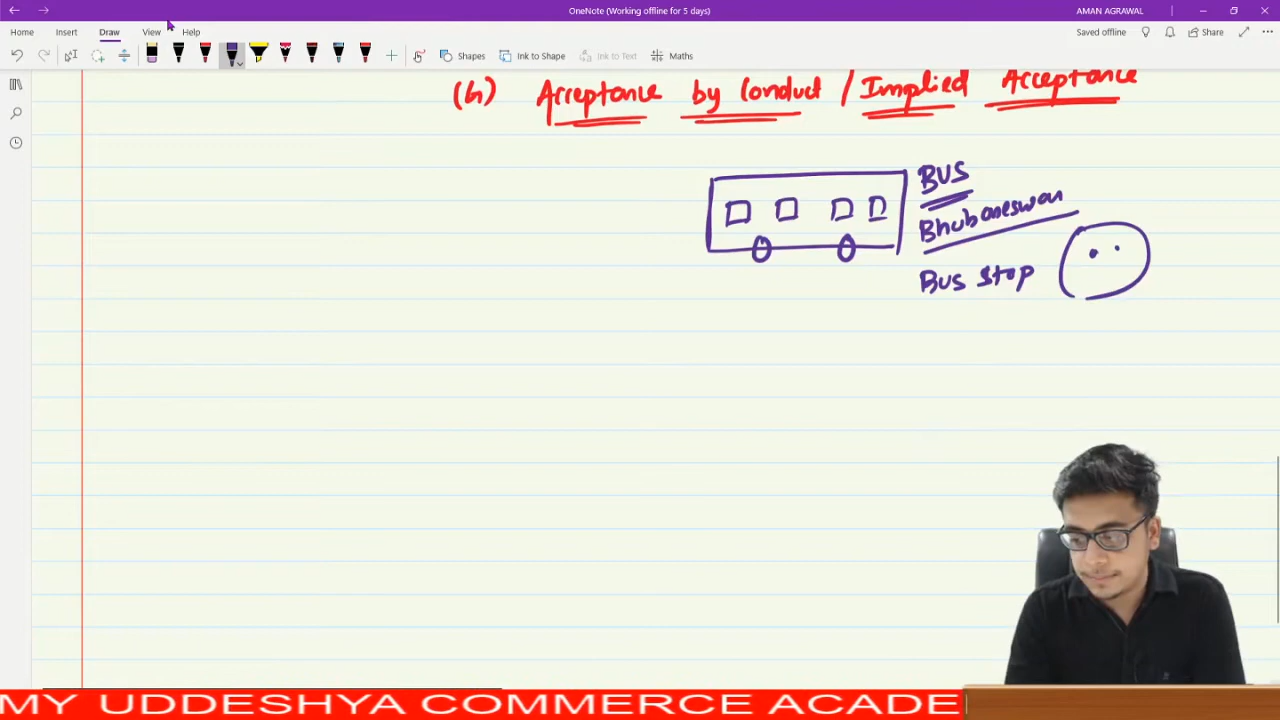 OneNote (Working offline for 5 days)
AMAN AGRAWAL
Home Insert Draw View Help
Saved offline
Share
Shapes
Ink to Shape
Ink to Text
Maths
(h) Acceptance by Conduct / Implied Acceptance
BUS
Bhubaneswar
Bus Stop
MY UDDESHYA COMMERCE ACADE